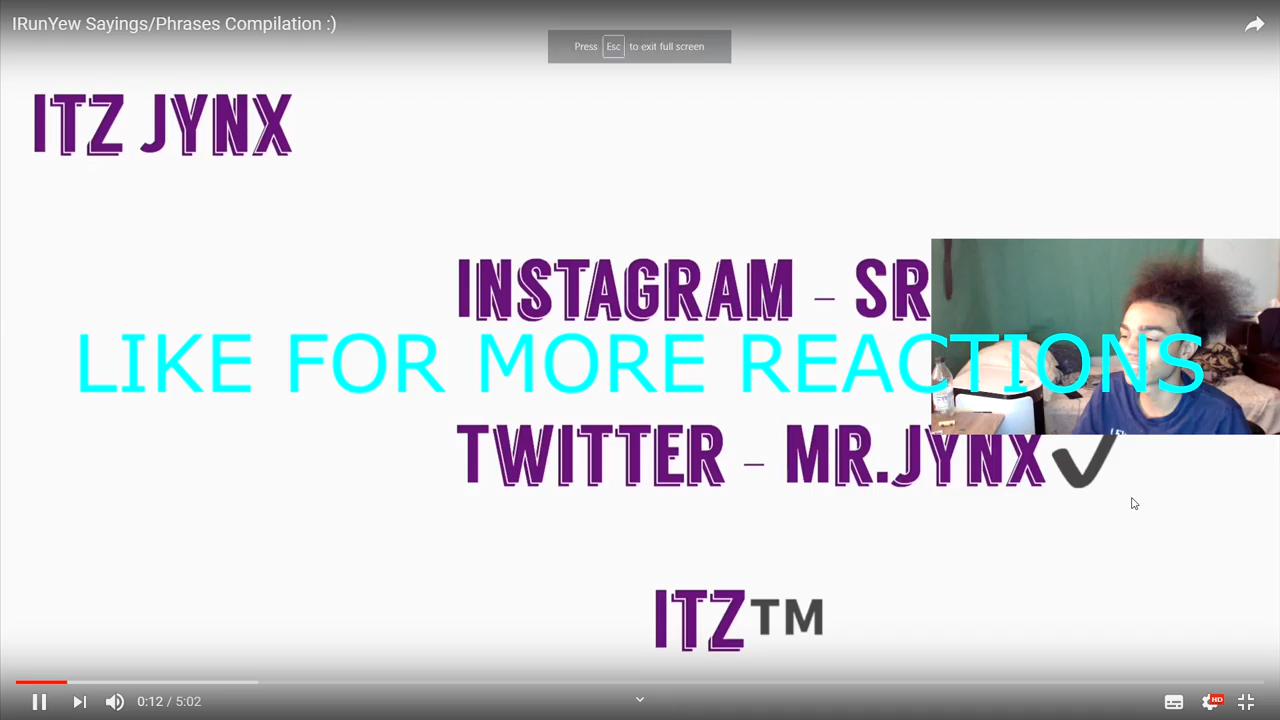 IRunYew Sayings/Phrases Compilation :)
Press Esc to exit full screen
ITZ JYNX
INSTAGRAM - SR
LIKE FOR MORE REACTIONS
TWITTER - MR.JYNX✔
ITZ™
0:12 / 5:02
HD